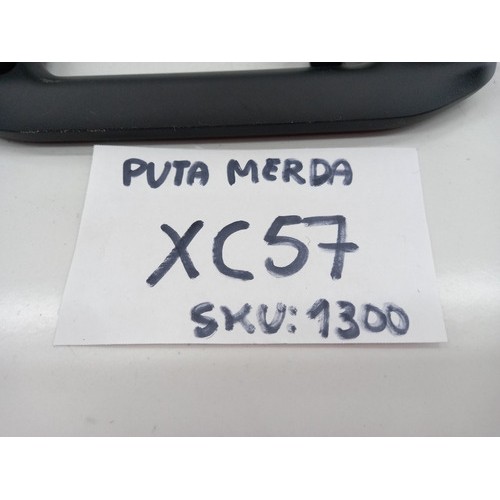 PUTA MERDA
XC57
SKU: 1300